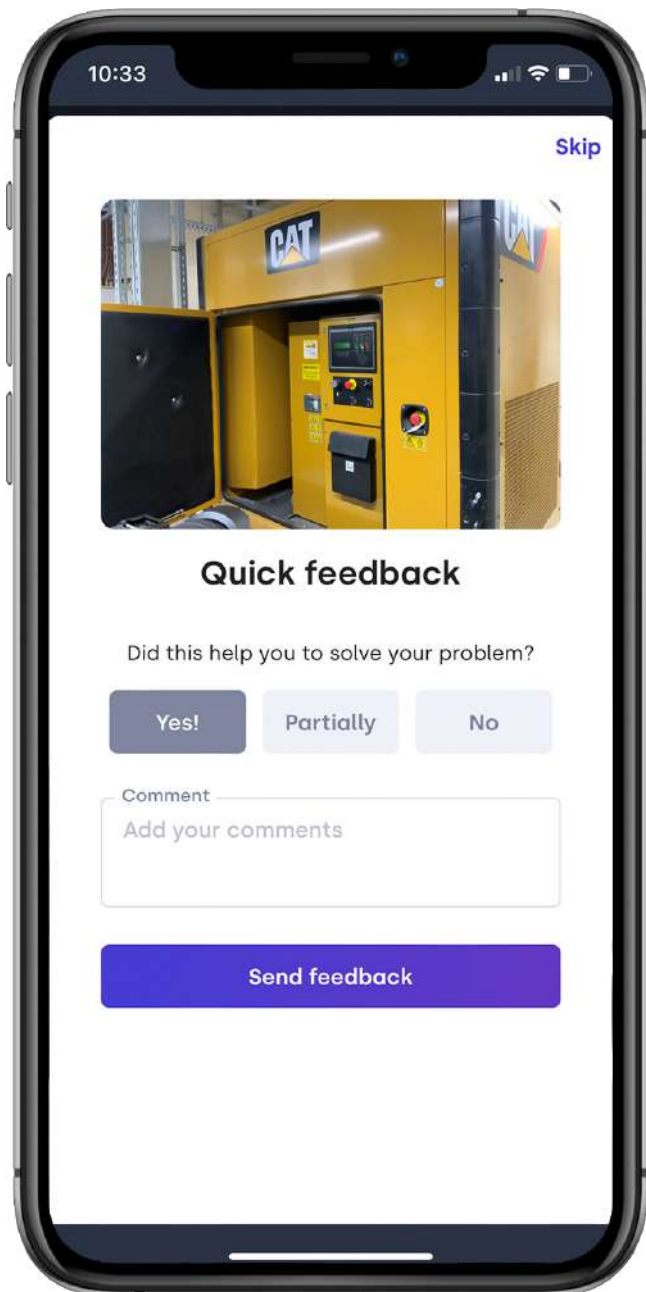 10:33
Skip
CAT
Quick feedback
Did this help you to solve your problem?
Yes!
Partially
No
Comment
Add your comments
Send feedback